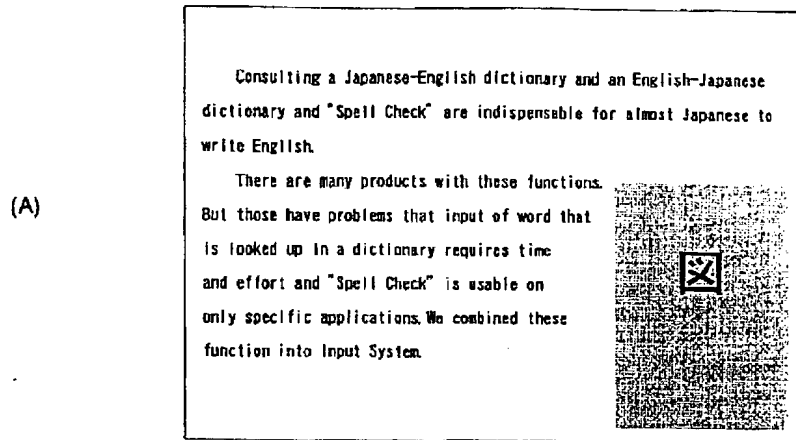 (A)
Consulting a Japanese-English dictionary and an English-Japanese
dictionary and "Spell Check" are indispensable for almost Japanese to
write English.
There are many products with these functions.
But those have problems that input of word that
is looked up in a dictionary requires time
and effort and "Spell Check" is usable on
only specific applications. We combined these
function into Input System.
図